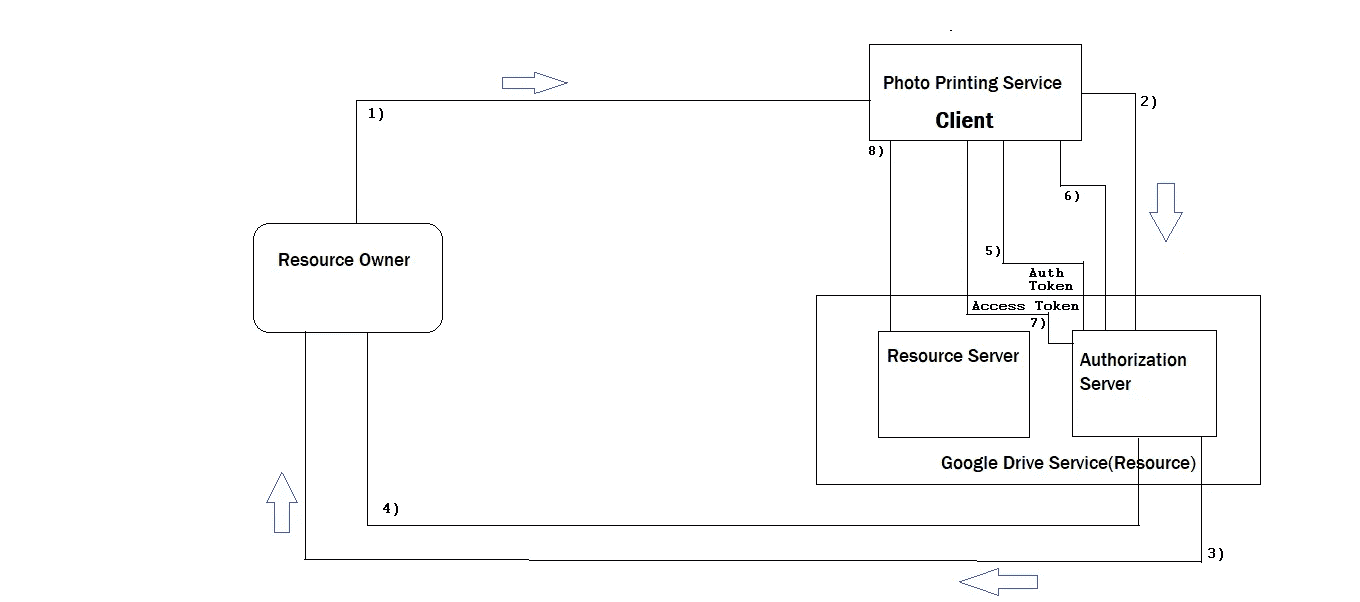 Photo Printing Service
Client
1)
2)
8)
6)
Resource Owner
5)
Auth
Token
Access Token
7)
Resource Server
Authorization
Server
Google Drive Service(Resource)
4)
3)